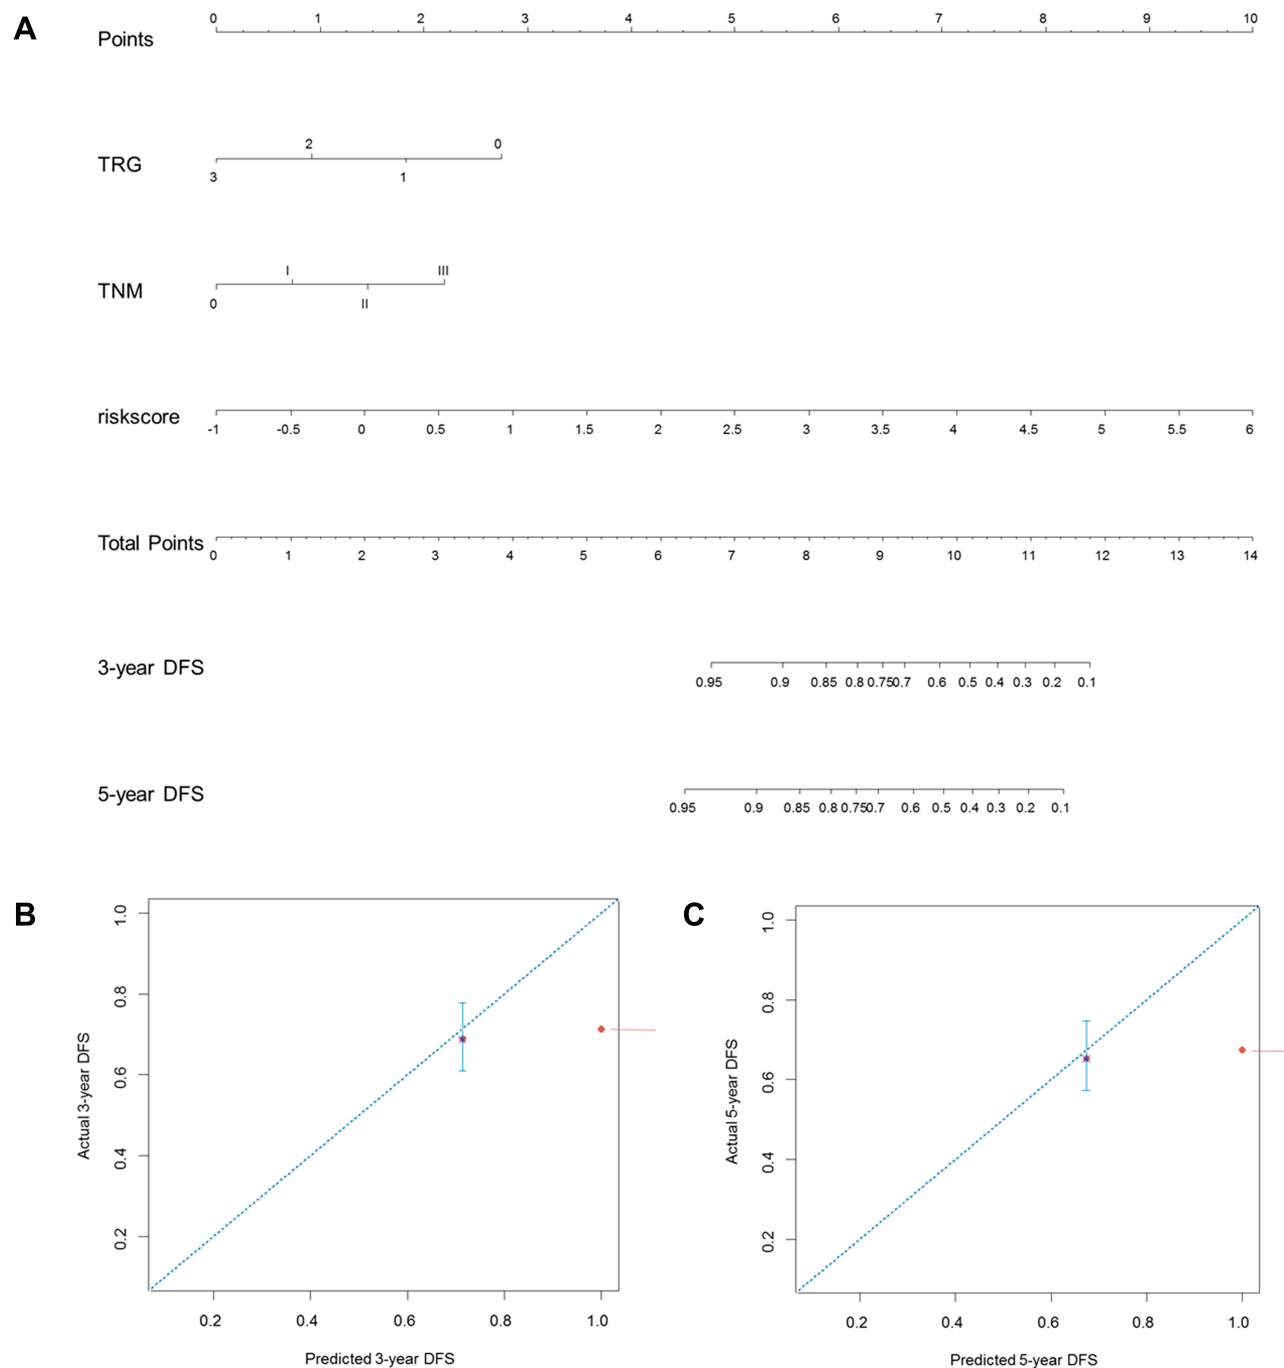 A
0 1 2 3 4 5 6 7 8 9 10
Points
2 0
TRG
3 1
I III
TNM
0 II
riskscore
-1 -0.5 0 0.5 1 1.5 2 2.5 3 3.5 4 4.5 5 5.5 6
Total Points
0 1 2 3 4 5 6 7 8 9 10 11 12 13 14
3-year DFS
0.95 0.9 0.85 0.8 0.75 0.7 0.6 0.5 0.4 0.3 0.2 0.1
5-year DFS
0.95 0.9 0.85 0.8 0.75 0.7 0.6 0.5 0.4 0.3 0.2 0.1
B
1.0
0.8
0.6
0.4
0.2
Actual 3-year DFS
0.2 0.4 0.6 0.8 1.0
Predicted 3-year DFS
C
1.0
0.8
0.6
0.4
0.2
Actual 5-year DFS
0.2 0.4 0.6 0.8 1.0
Predicted 5-year DFS